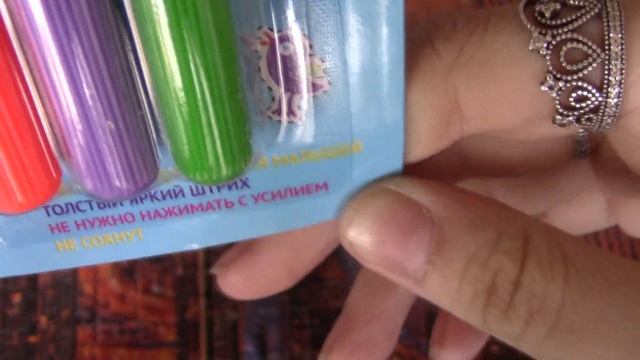 МАЛЫШЕЙ
ТОЛСТЫЙ ЯРКИЙ ШТРИХ
НЕ НУЖНО НАЖИМАТЬ С УСИЛИЕМ
НЕ СОХНУТ